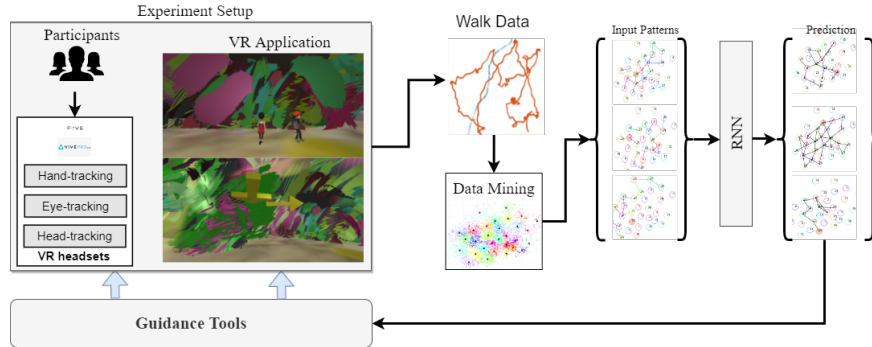 Experiment Setup
Participants
VR Application
FOVE
VIVE PRO
Hand-tracking
Eye-tracking
Head-tracking
VR headsets
Guidance Tools
Walk Data
Data Mining
Input Patterns
RNN
Prediction